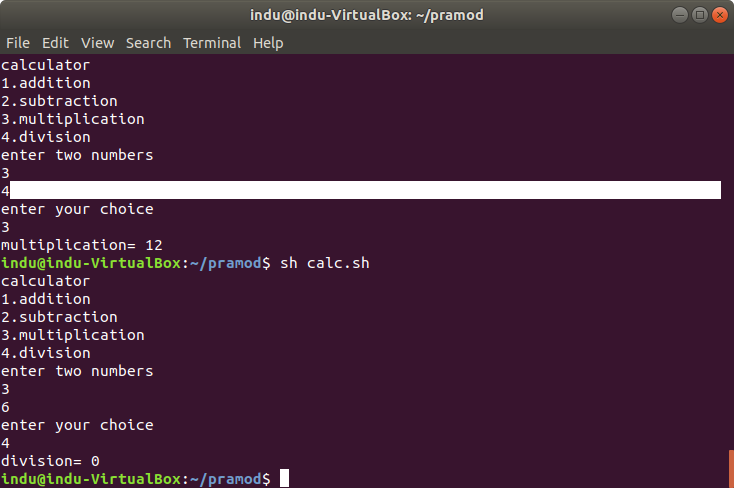 indu@indu-VirtualBox: ~/pramod
File Edit View Search Terminal Help
calculator
1.addition
2.subtraction
3.multiplication
4.division
enter two numbers
3
4
enter your choice
3
multiplication= 12
indu@indu-VirtualBox:~/pramod$ sh calc.sh
calculator
1.addition
2.subtraction
3.multiplication
4.division
enter two numbers
3
6
enter your choice
4
division= 0
indu@indu-VirtualBox:~/pramod$